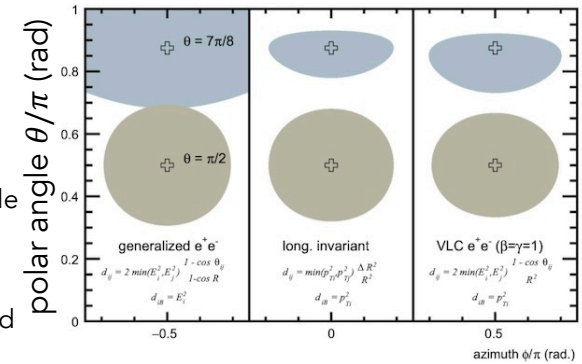 polar angle θ/π (rad)
le
d
1
0.8
0.6
0.4
0.2
0
θ = 7π/8
θ = π/2
generalized e⁺e⁻
d_ij = 2 min(E_i², E_j²) (1 - cos θ_ij) / (1-cos R)
d_iB = E_i²
long. invariant
d_ij = min(p_Ti², p_Tj²) ΔR² / R²
d_iB = p_Ti²
VLC e⁺e⁻ (β=γ=1)
d_ij = 2 min(E_i², E_j²) (1 - cos θ_ij) / R²
d_iB = p_Ti²
−0.5
0
0.5
azimuth ϕ/π (rad.)